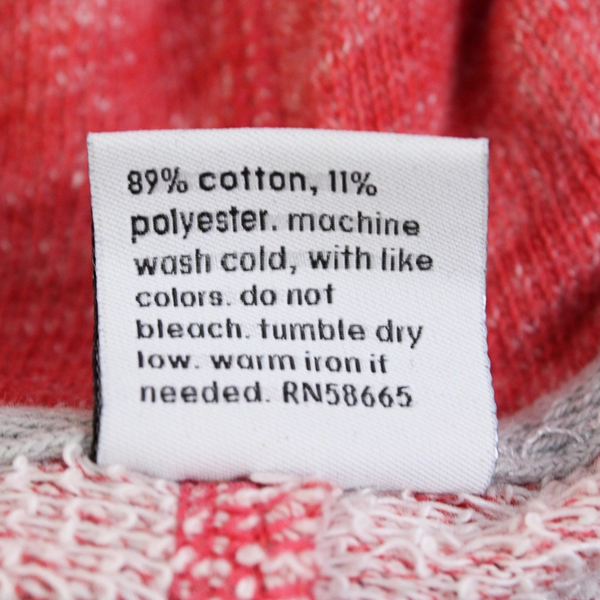 89% cotton, 11%
polyester. machine
wash cold, with like
colors. do not
bleach. tumble dry
low. warm iron if
needed. RN58665